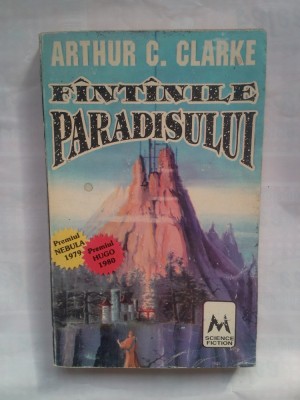 ARTHUR C. CLARKE
FÎNTÎNILE
PARADISULUI
Premiul
NEBULA
1979
Premiul
HUGO
1980
M
SCIENCE
FICTION